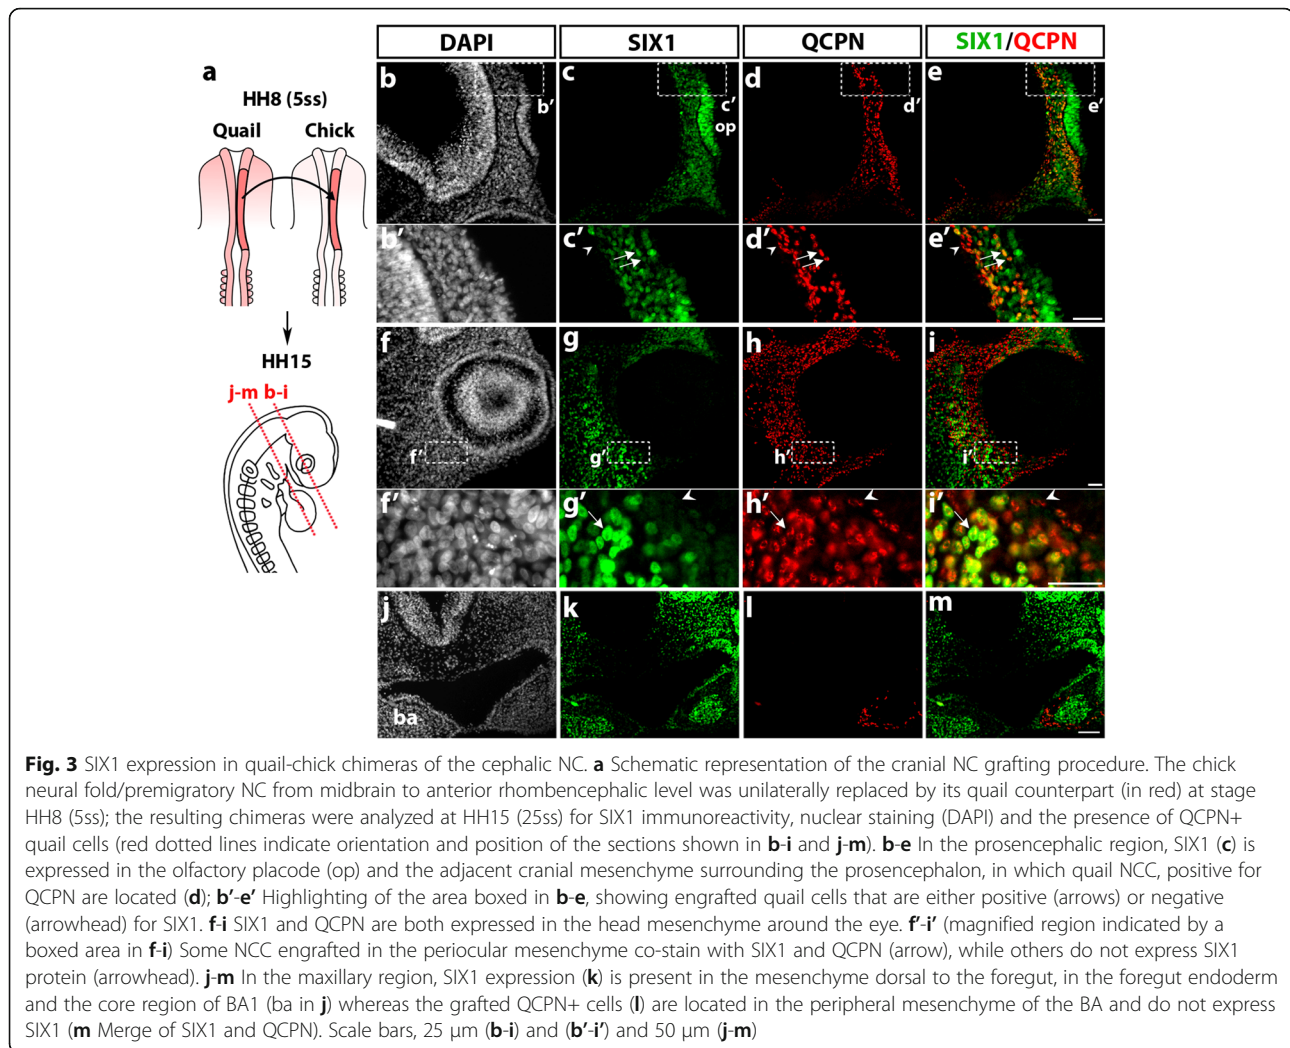 DAPI SIX1 QCPN SIX1/QCPN
a
HH8 (5ss)
Quail Chick
HH15
j-m b-i
b b’ c c’ op d d’ e e’
b’ c’ d’ e’
f f’ g g’ h h’ i i’
f’ g’ h’ i’
j ba k l m
Fig. 3 SIX1 expression in quail-chick chimeras of the cephalic NC. a Schematic representation of the cranial NC grafting procedure. The chick
neural fold/premigratory NC from midbrain to anterior rhombencephalic level was unilaterally replaced by its quail counterpart (in red) at stage
HH8 (5ss); the resulting chimeras were analyzed at HH15 (25ss) for SIX1 immunoreactivity, nuclear staining (DAPI) and the presence of QCPN+
quail cells (red dotted lines indicate orientation and position of the sections shown in b-i and j-m). b-e In the prosencephalic region, SIX1 (c) is
expressed in the olfactory placode (op) and the adjacent cranial mesenchyme surrounding the prosencephalon, in which quail NCC, positive for
QCPN are located (d); b’-e’ Highlighting of the area boxed in b-e, showing engrafted quail cells that are either positive (arrows) or negative
(arrowhead) for SIX1. f-i SIX1 and QCPN are both expressed in the head mesenchyme around the eye. f’-i’ (magnified region indicated by a
boxed area in f-i) Some NCC engrafted in the periocular mesenchyme co-stain with SIX1 and QCPN (arrow), while others do not express SIX1
protein (arrowhead). j-m In the maxillary region, SIX1 expression (k) is present in the mesenchyme dorsal to the foregut, in the foregut endoderm
and the core region of BA1 (ba in j) whereas the grafted QCPN+ cells (l) are located in the peripheral mesenchyme of the BA and do not express
SIX1 (m Merge of SIX1 and QCPN). Scale bars, 25 μm (b-i) and (b’-i’) and 50 μm (j-m)